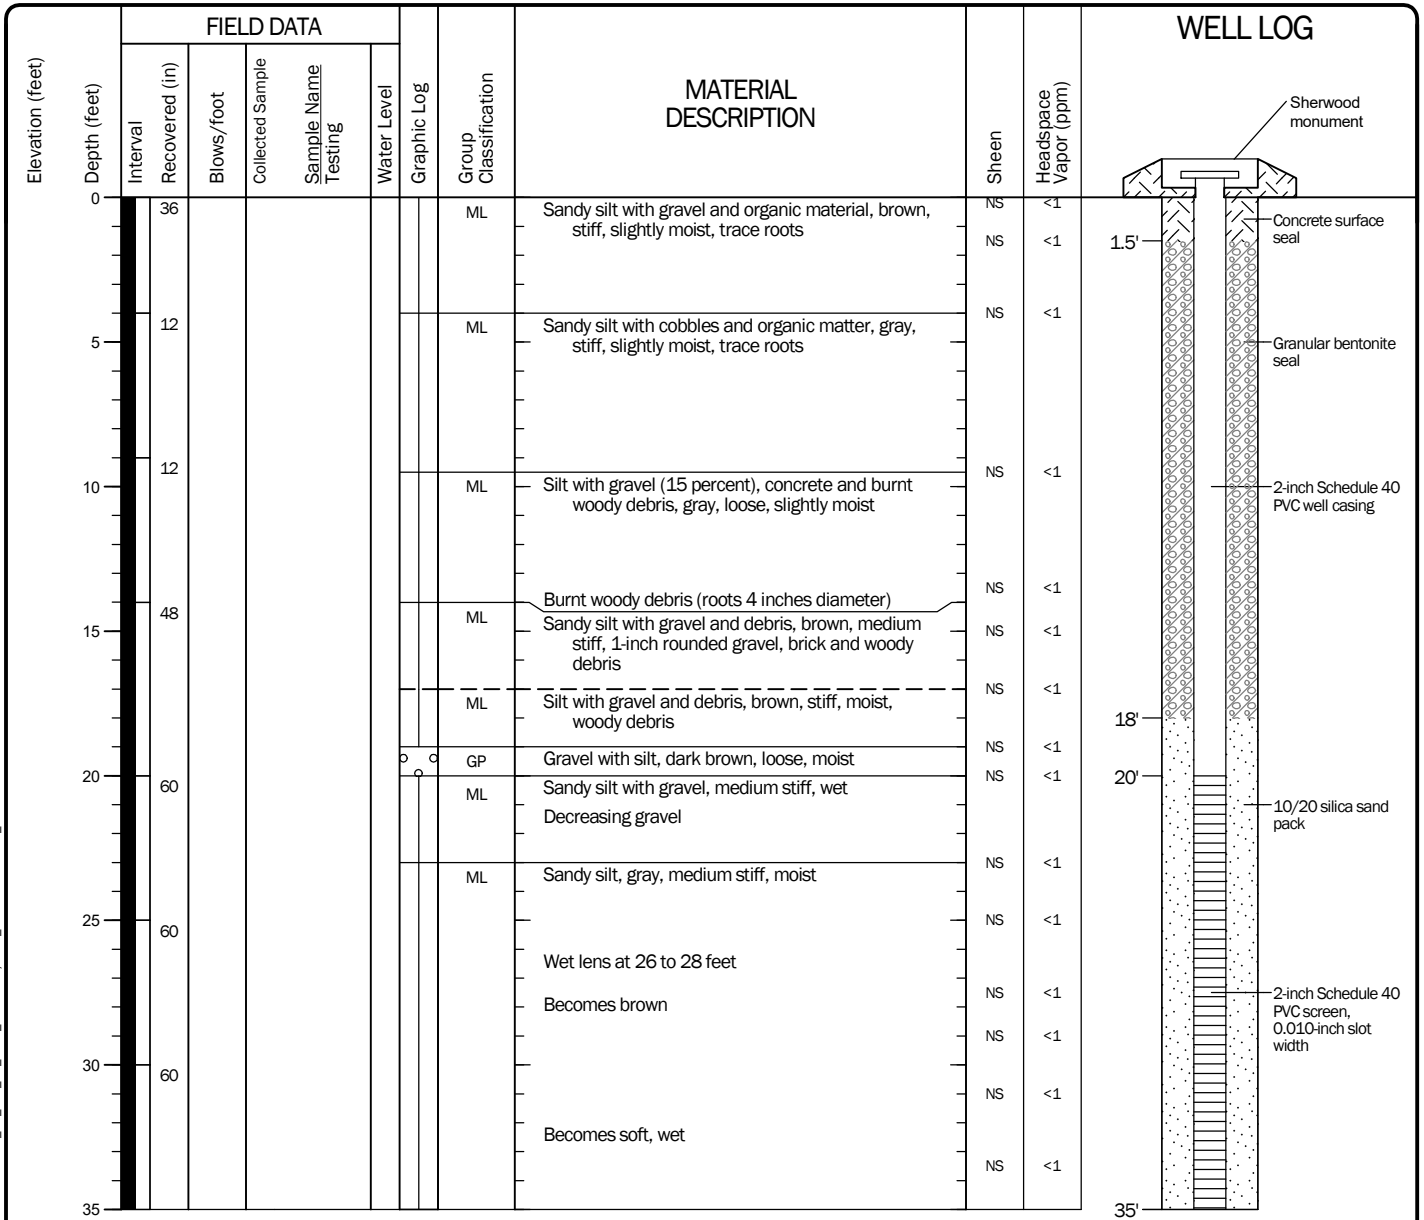 FIELD DATA
WELL LOG
Elevation (feet)
Depth (feet)
Interval
Recovered (in)
Blows/foot
Collected Sample
Sample Name
Testing
Water Level
Graphic Log
Group
Classification
MATERIAL
DESCRIPTION
Sheen
Headspace
Vapor (ppm)
Sherwood
monument
0
36
ML
Sandy silt with gravel and organic material, brown,
stiff, slightly moist, trace roots
NS
<1
Concrete surface
seal
NS
<1
1.5'
NS
<1
12
ML
Sandy silt with cobbles and organic matter, gray,
stiff, slightly moist, trace roots
5
Granular bentonite
seal
12
NS
<1
10
ML
Silt with gravel (15 percent), concrete and burnt
woody debris, gray, loose, slightly moist
2-inch Schedule 40
PVC well casing
NS
<1
Burnt woody debris (roots 4 inches diameter)
48
ML
Sandy silt with gravel and debris, brown, medium
stiff, 1-inch rounded gravel, brick and woody
debris
15
NS
<1
NS
<1
ML
Silt with gravel and debris, brown, stiff, moist,
woody debris
18'
NS
<1
GP
Gravel with silt, dark brown, loose, moist
20
NS
<1
20'
60
ML
Sandy silt with gravel, medium stiff, wet
Decreasing gravel
10/20 silica sand
pack
NS
<1
ML
Sandy silt, gray, medium stiff, moist
25
60
NS
<1
Wet lens at 26 to 28 feet
NS
<1
Becomes brown
2-inch Schedule 40
PVC screen,
0.010-inch slot
width
NS
<1
30
60
NS
<1
Becomes soft, wet
NS
<1
35
35'